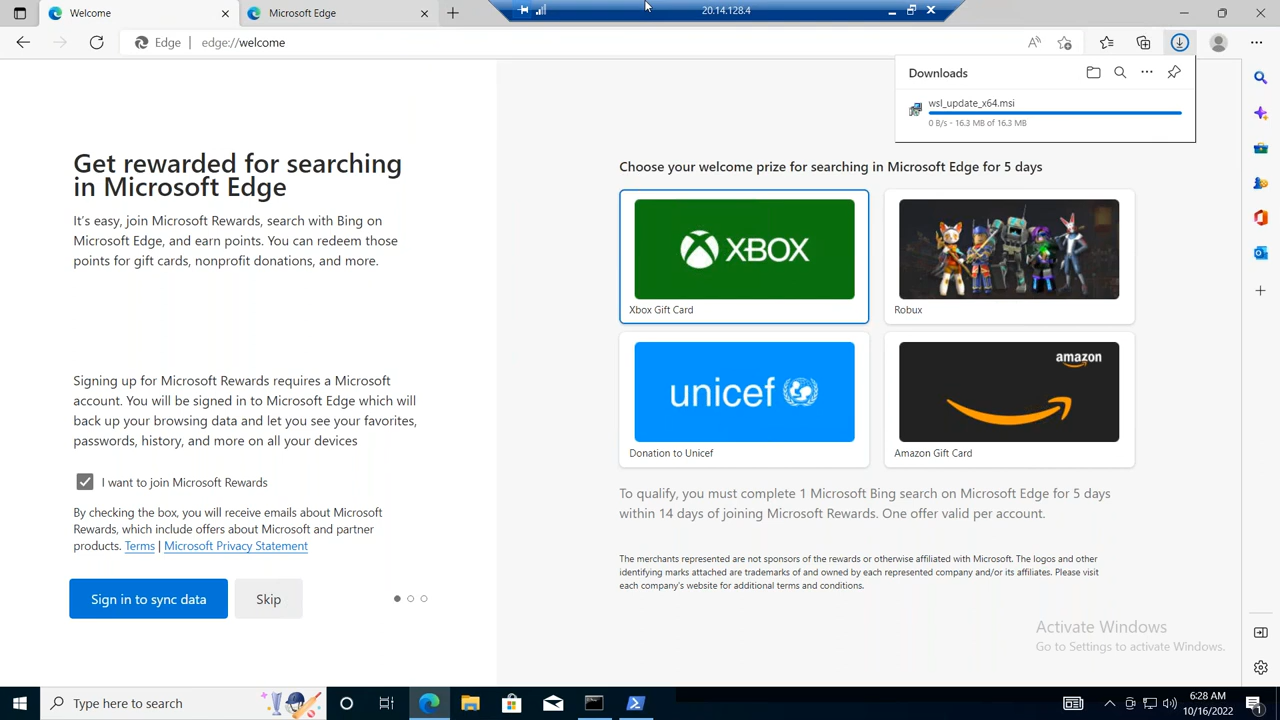 Welcome
Microsoft Edge
20.14.128.4
Edge
edge://welcome
Downloads
wsl_update_x64.msi
0 B/s - 16.3 MB of 16.3 MB
Get rewarded for searching
in Microsoft Edge
It's easy, join Microsoft Rewards, search with Bing on
Microsoft Edge, and earn points. You can redeem those
points for gift cards, nonprofit donations, and more.
Signing up for Microsoft Rewards requires a Microsoft
account. You will be signed in to Microsoft Edge which will
back up your browsing data and let you see your favorites,
passwords, history, and more on all your devices
I want to join Microsoft Rewards
By checking the box, you will receive emails about Microsoft
Rewards, which include offers about Microsoft and partner
products. Terms | Microsoft Privacy Statement
Sign in to sync data
Skip
Choose your welcome prize for searching in Microsoft Edge for 5 days
XBOX
Xbox Gift Card
Robux
unicef
Donation to Unicef
amazon
Amazon Gift Card
To qualify, you must complete 1 Microsoft Bing search on Microsoft Edge for 5 days
within 14 days of joining Microsoft Rewards. One offer valid per account.
The merchants represented are not sponsors of the rewards or otherwise affiliated with Microsoft. The logos and other
identifying marks attached are trademarks of and owned by each represented company and/or its affiliates. Please visit
each company's website for additional terms and conditions.
Activate Windows
Go to Settings to activate Windows.
Type here to search
6:28 AM
10/16/2022
1